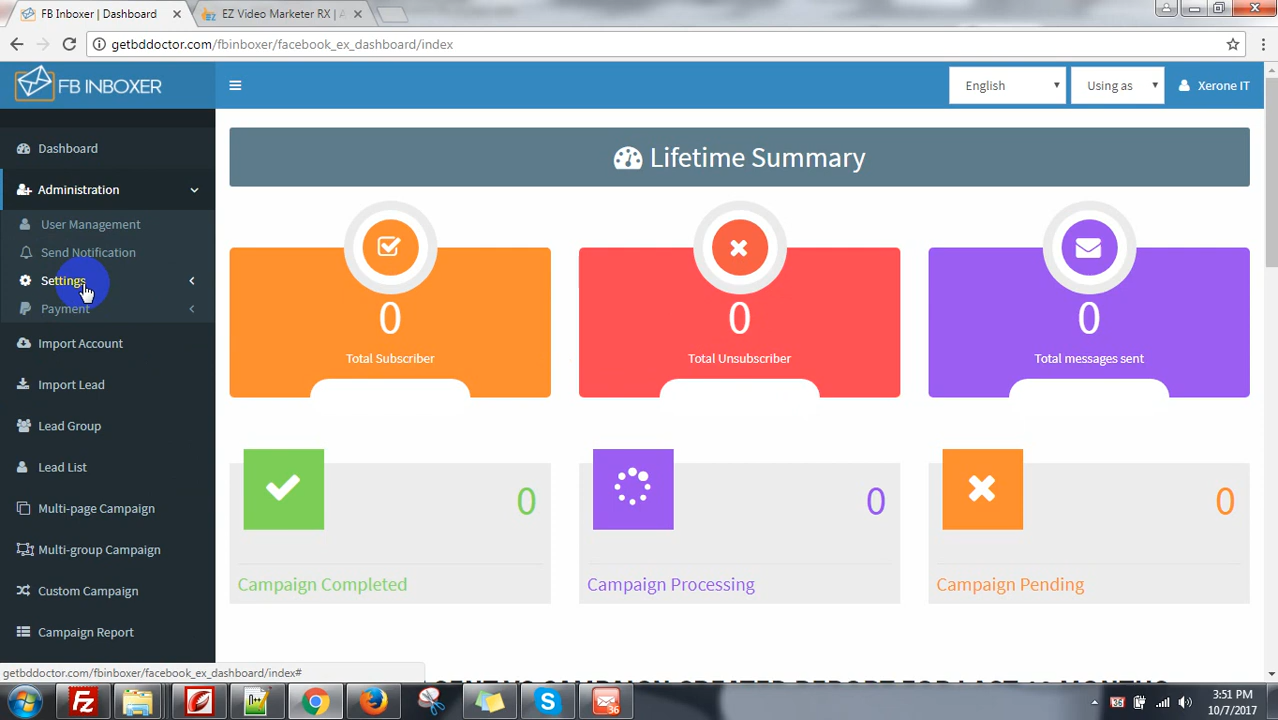 FB Inboxer | Dashboard
EZ Video Marketer RX | A
getbddoctor.com/fbinboxer/facebook_ex_dashboard/index
FB INBOXER
English
Using as
Xerone IT
Dashboard
Administration
User Management
Send Notification
Settings
Payment
Import Account
Import Lead
Lead Group
Lead List
Multi-page Campaign
Multi-group Campaign
Custom Campaign
Campaign Report
Lifetime Summary
0
Total Subscriber
0
Total Unsubscriber
0
Total messages sent
0
Campaign Completed
0
Campaign Processing
0
Campaign Pending
getbddoctor.com/fbinboxer/facebook_ex_dashboard/index#
36
3:51 PM
10/7/2017